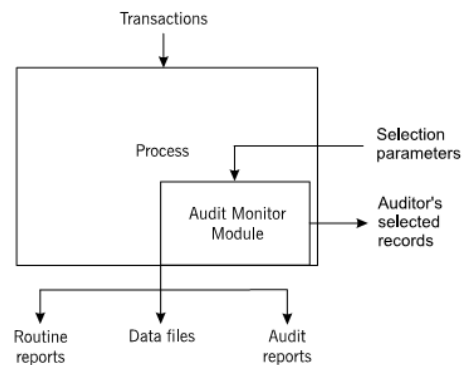 Transactions
Process
Selection
parameters
Audit Monitor
Module
Auditor's
selected
records
Routine
reports
Data files
Audit
reports